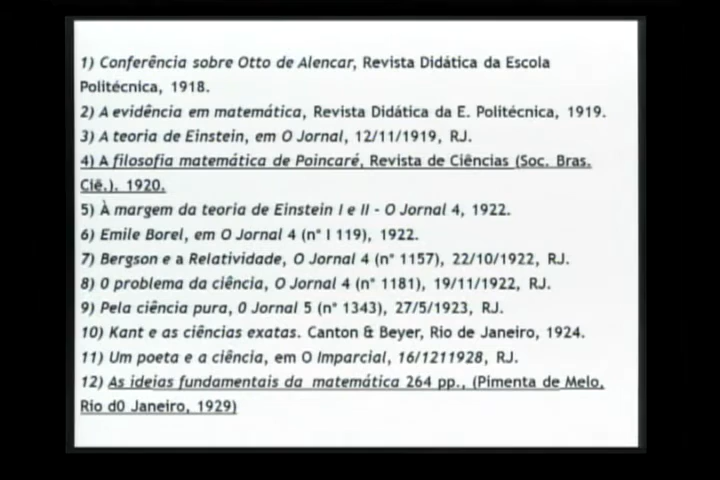 1) Conferência sobre Otto de Alencar, Revista Didática da Escola
Politécnica, 1918.
2) A evidência em matemática, Revista Didática da E. Politécnica, 1919.
3) A teoria de Einstein, em O Jornal, 12/11/1919, RJ.
4) A filosofia matemática de Poincaré, Revista de Ciências (Soc. Bras.
Ciê.). 1920.
5) À margem da teoria de Einstein I e II - O Jornal 4, 1922.
6) Emile Borel, em O Jornal 4 (n° I 119), 1922.
7) Bergson e a Relatividade, O Jornal 4 (n° 1157), 22/10/1922, RJ.
8) 0 problema da ciência, O Jornal 4 (n° 1181), 19/11/1922, RJ.
9) Pela ciência pura, 0 Jornal 5 (n° 1343), 27/5/1923, RJ.
10) Kant e as ciências exatas. Canton & Beyer, Rio de Janeiro, 1924.
11) Um poeta e a ciência, em O Imparcial, 16/1211928, RJ.
12) As ideias fundamentais da matemática 264 pp., (Pimenta de Melo,
Rio d0 Janeiro, 1929)